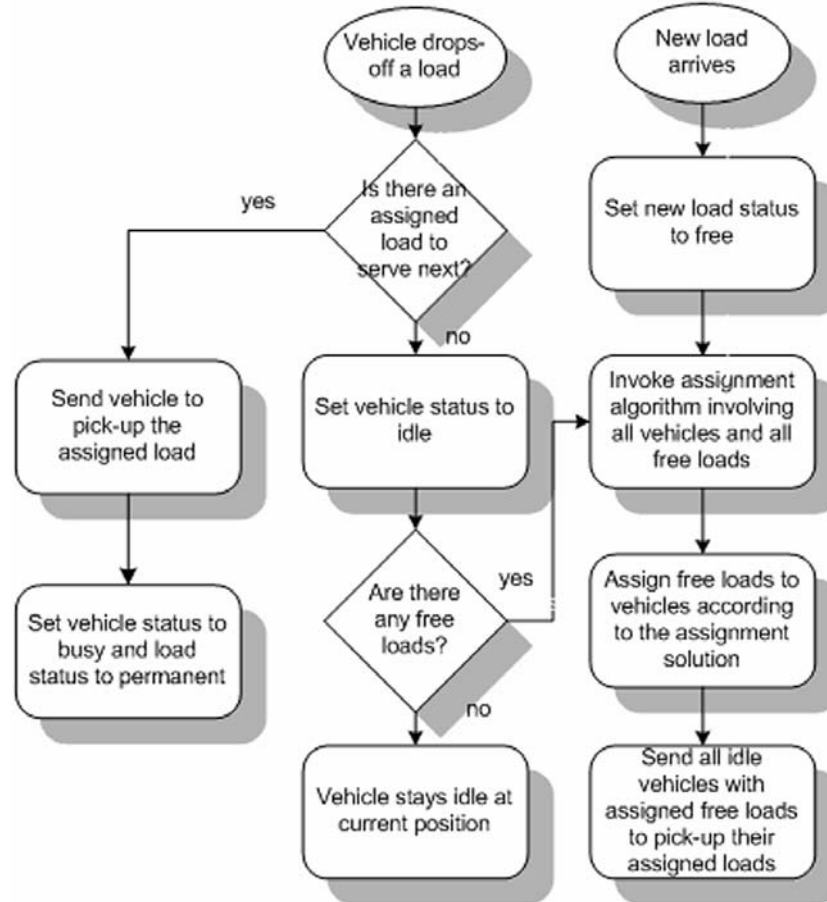 Vehicle drops-
off a load
Is there an
assigned
load to
serve next?
yes
no
Send vehicle to
pick-up the
assigned load
Set vehicle status to
busy and load
status to permanent
Set vehicle status to
idle
Are there
any free
loads?
yes
no
Vehicle stays idle at
current position
New load
arrives
Set new load status
to free
Invoke assignment
algorithm involving
all vehicles and all
free loads
Assign free loads to
vehicles according
to the assignment
solution
Send all idle
vehicles with
assigned free loads
to pick-up their
assigned loads